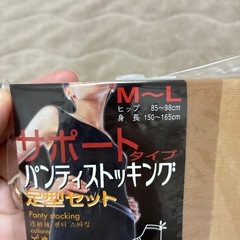 M〜L
ヒップ 85〜98cm
身 長 150〜165cm
サポートタイプ
パンティストッキング
定型セット
Panty stocking